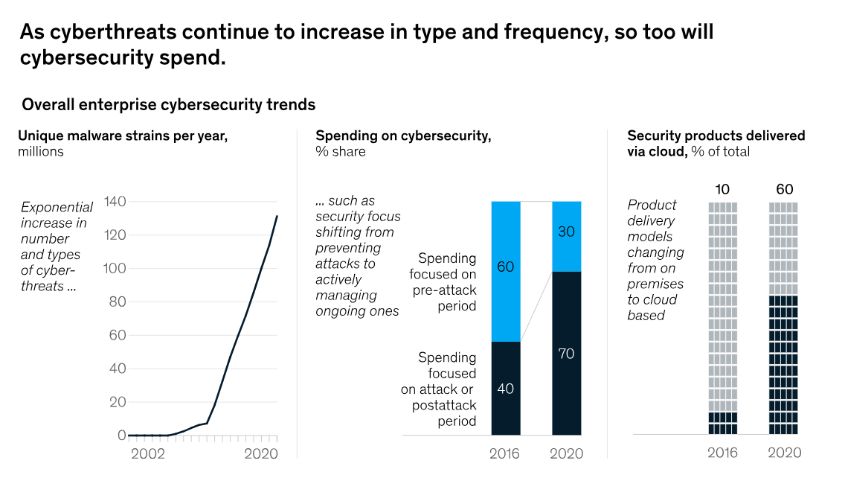 As cyberthreats continue to increase in type and frequency, so too will
cybersecurity spend.
Overall enterprise cybersecurity trends
Unique malware strains per year,
millions
Exponential
increase in
number
and types
of cyber-
threats ...
140
120
100
80
60
40
20
0
2002
2020
Spending on cybersecurity,
% share
... such as
security focus
shifting from
preventing
attacks to
actively
managing
ongoing ones
Spending
focused on
pre-attack
period
Spending
focused
on attack or
postattack
period
60
40
30
70
2016
2020
Security products delivered
via cloud, % of total
Product
delivery
models
changing
from on
premises
to cloud
based
10
60
2016
2020